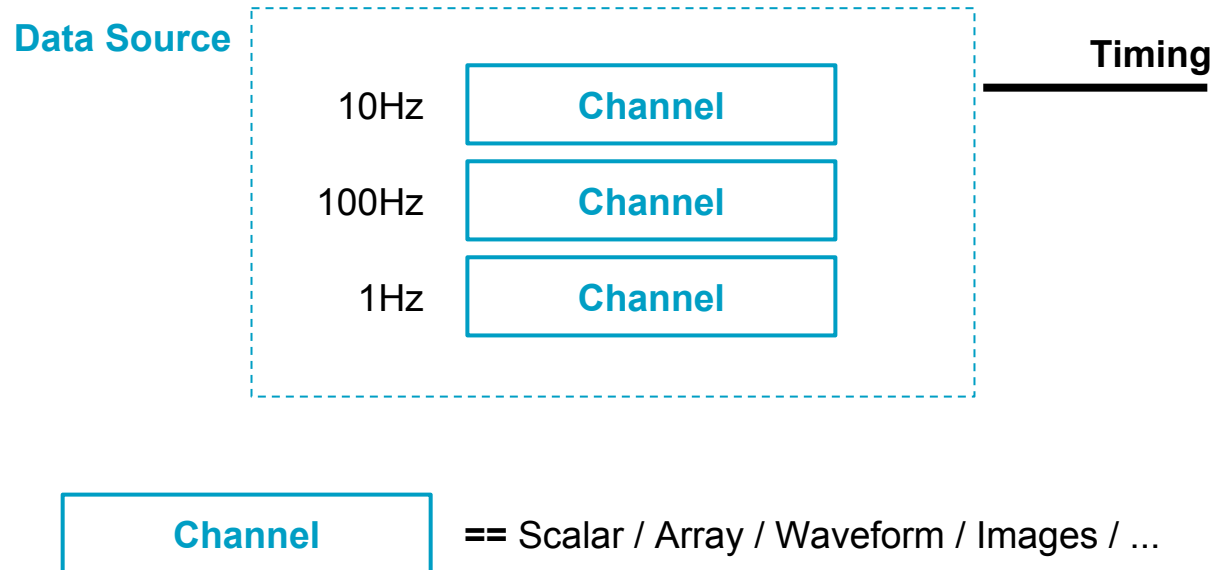 Data Source
Timing
10Hz Channel
100Hz Channel
1Hz Channel
Channel == Scalar / Array / Waveform / Images / ...